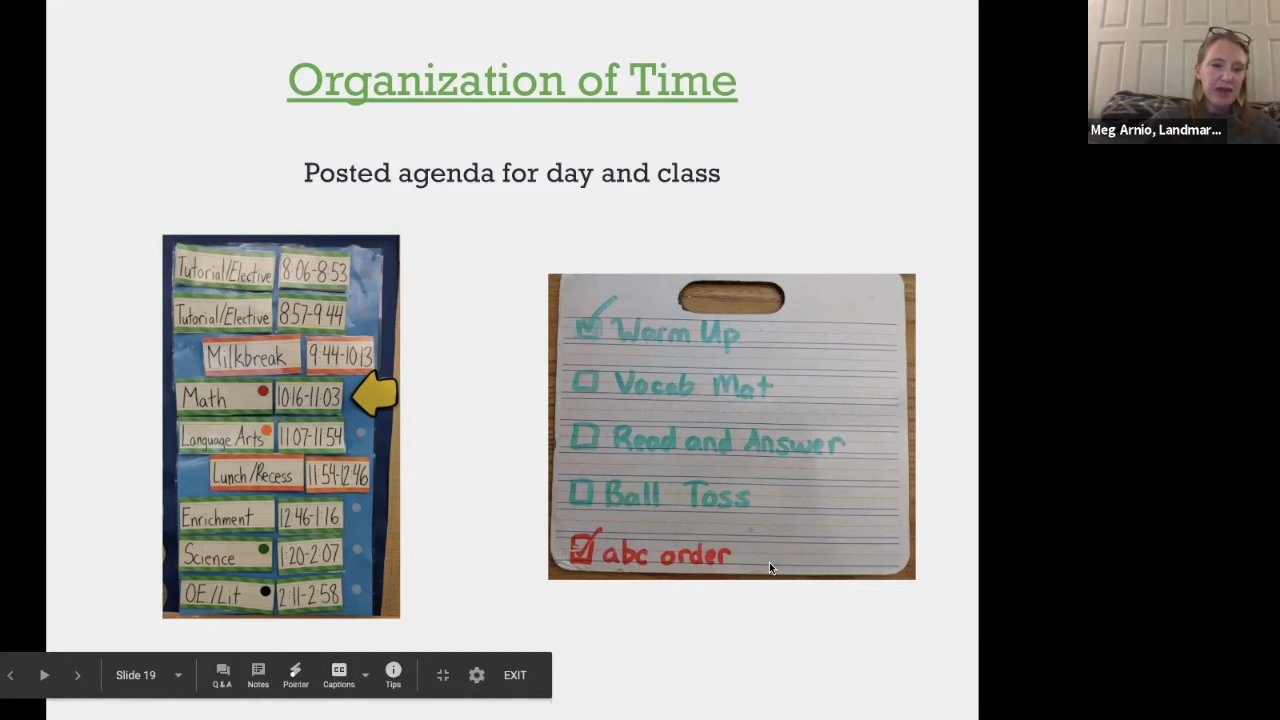 Organization of Time
Posted agenda for day and class
Tutorial/Elective 8:06-8:53
Tutorial/Elective 8:57-9:44
Milkbreak 9:44-10:13
Math 10:16-11:03
Language Arts 11:07-11:54
Lunch/Recess 11:54-12:46
Enrichment 12:46-1:16
Science 1:20-2:07
O.E./Lit 2:11-2:58
Warm Up
Vocab Mat
Read and Answer
Ball Toss
abc order
Meg Arnio, Landmar...
Slide 19
Q & A
Notes
Pointer
CC
Captions
Tips
EXIT